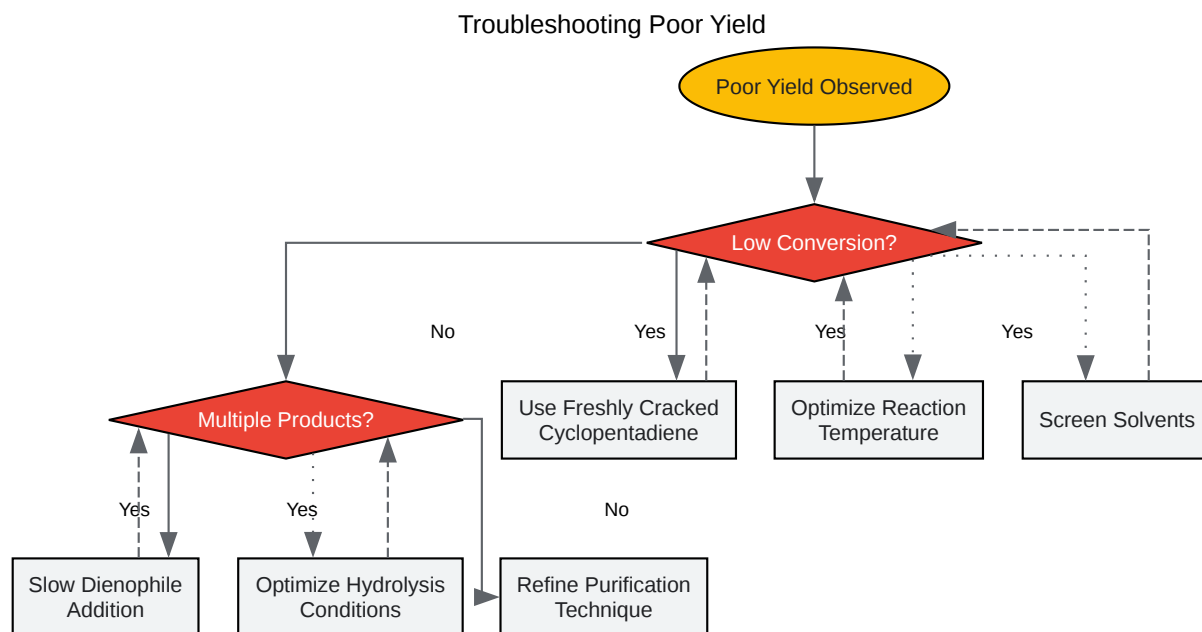 Troubleshooting Poor Yield
Poor Yield Observed
Low Conversion?
No
Yes
Yes
Yes
Multiple Products?
Use Freshly Cracked
Cyclopentadiene
Optimize Reaction
Temperature
Screen Solvents
Yes
Yes
No
Slow Dienophile
Addition
Optimize Hydrolysis
Conditions
Refine Purification
Technique